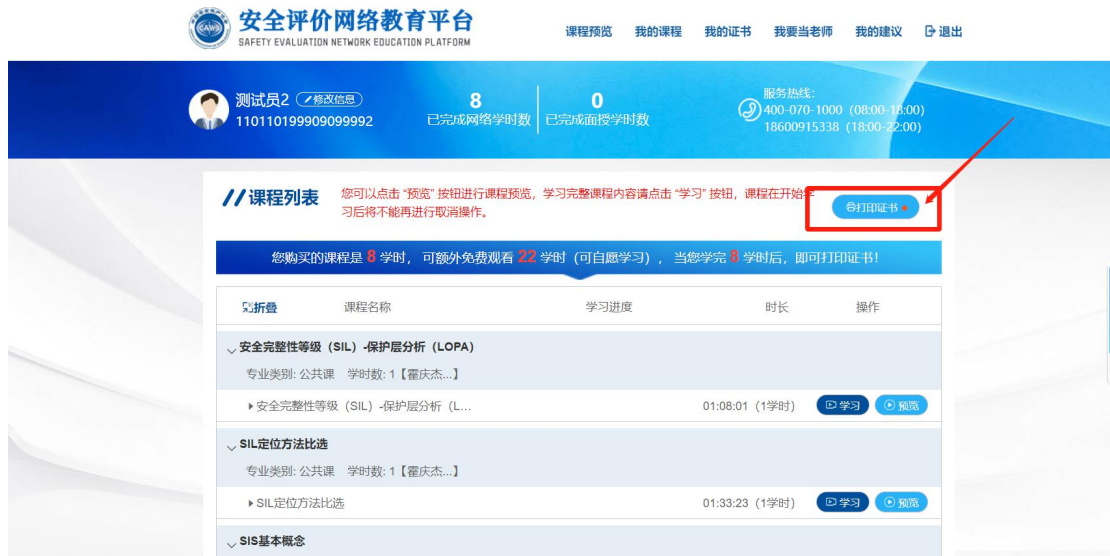 安全评价网络教育平台
SAFETY EVALUATION NETWORK EDUCATION PLATFORM
课程预览 我的课程 我的证书 我要当老师 我的建议 退出
测试员2 修改信息
110110199909099992
8
已完成网络学时数
0
已完成面授学时数
服务热线:
400-070-1000 (08:00-18:00)
18600915338 (18:00-22:00)
课程列表
您可以点击 “预览” 按钮进行课程预览, 学习完整课程内容请点击 “学习” 按钮, 课程在开始学
习后将不能再进行取消操作。
打印证书
您购买的课程是 8 学时, 可额外免费观看 22 学时 (可自愿学习) , 当您学完 8 学时后, 即可打印证书!
折叠 课程名称 学习进度 时长 操作
安全完整性等级 (SIL) -保护层分析 (LOPA)
专业类别: 公共课 学时数: 1【霍庆杰...】
安全完整性等级 (SIL) -保护层分析 (L... 01:08:01 (1学时) 学习 预览
SIL定位方法比选
专业类别: 公共课 学时数: 1【霍庆杰...】
SIL定位方法比选 01:33:23 (1学时) 学习 预览
SIS基本概念